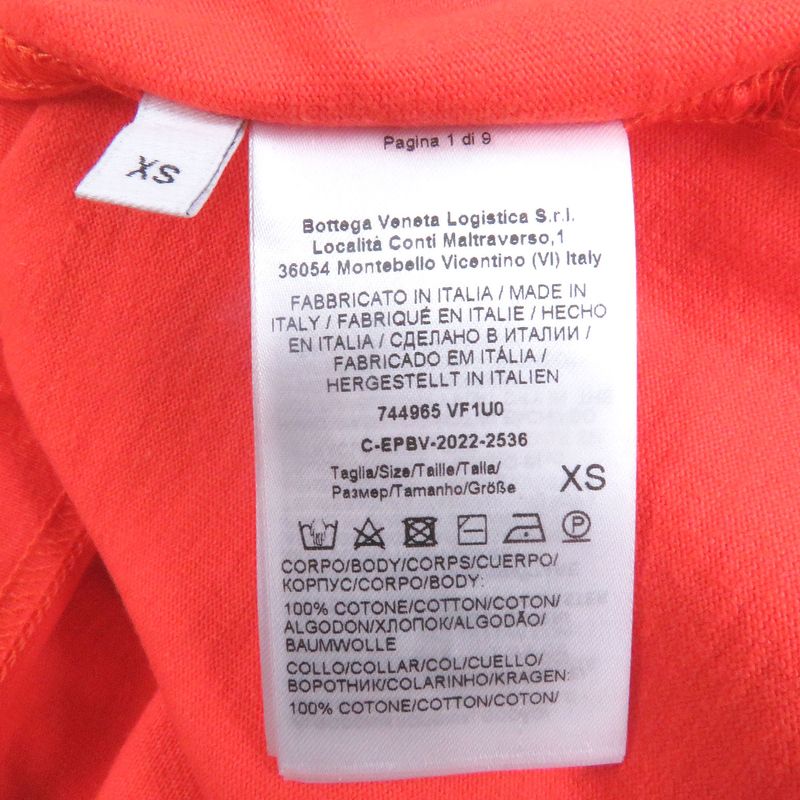 XS
Pagina 1 di 9
Bottega Veneta Logistica S.r.l.
Località Conti Maltraverso,1
36054 Montebello Vicentino (VI) Italy
FABBRICATO IN ITALIA / MADE IN
ITALY / FABRIQUÉ EN ITALIE / HECHO
EN ITALIA / СДЕЛАНО В ИТАЛИИ /
FABRICADO EM ITÁLIA /
HERGESTELLT IN ITALIEN
744965 VF1U0
C-EPBV-2022-2536
Taglia/Size/Taille/Talla/
Размер/Tamanho/Größe XS
P
CORPO/BODY/CORPS/CUERPO/
КОРПУС/CORPO/BODY:
100% COTONE/COTTON/COTON/
ALGODON/ХЛОПОК/ALGODÃO/
BAUMWOLLE
COLLO/COLLAR/COL/CUELLO/
ВОРОТНИК/COLARINHO/KRAGEN:
100% COTONE/COTTON/COTON/